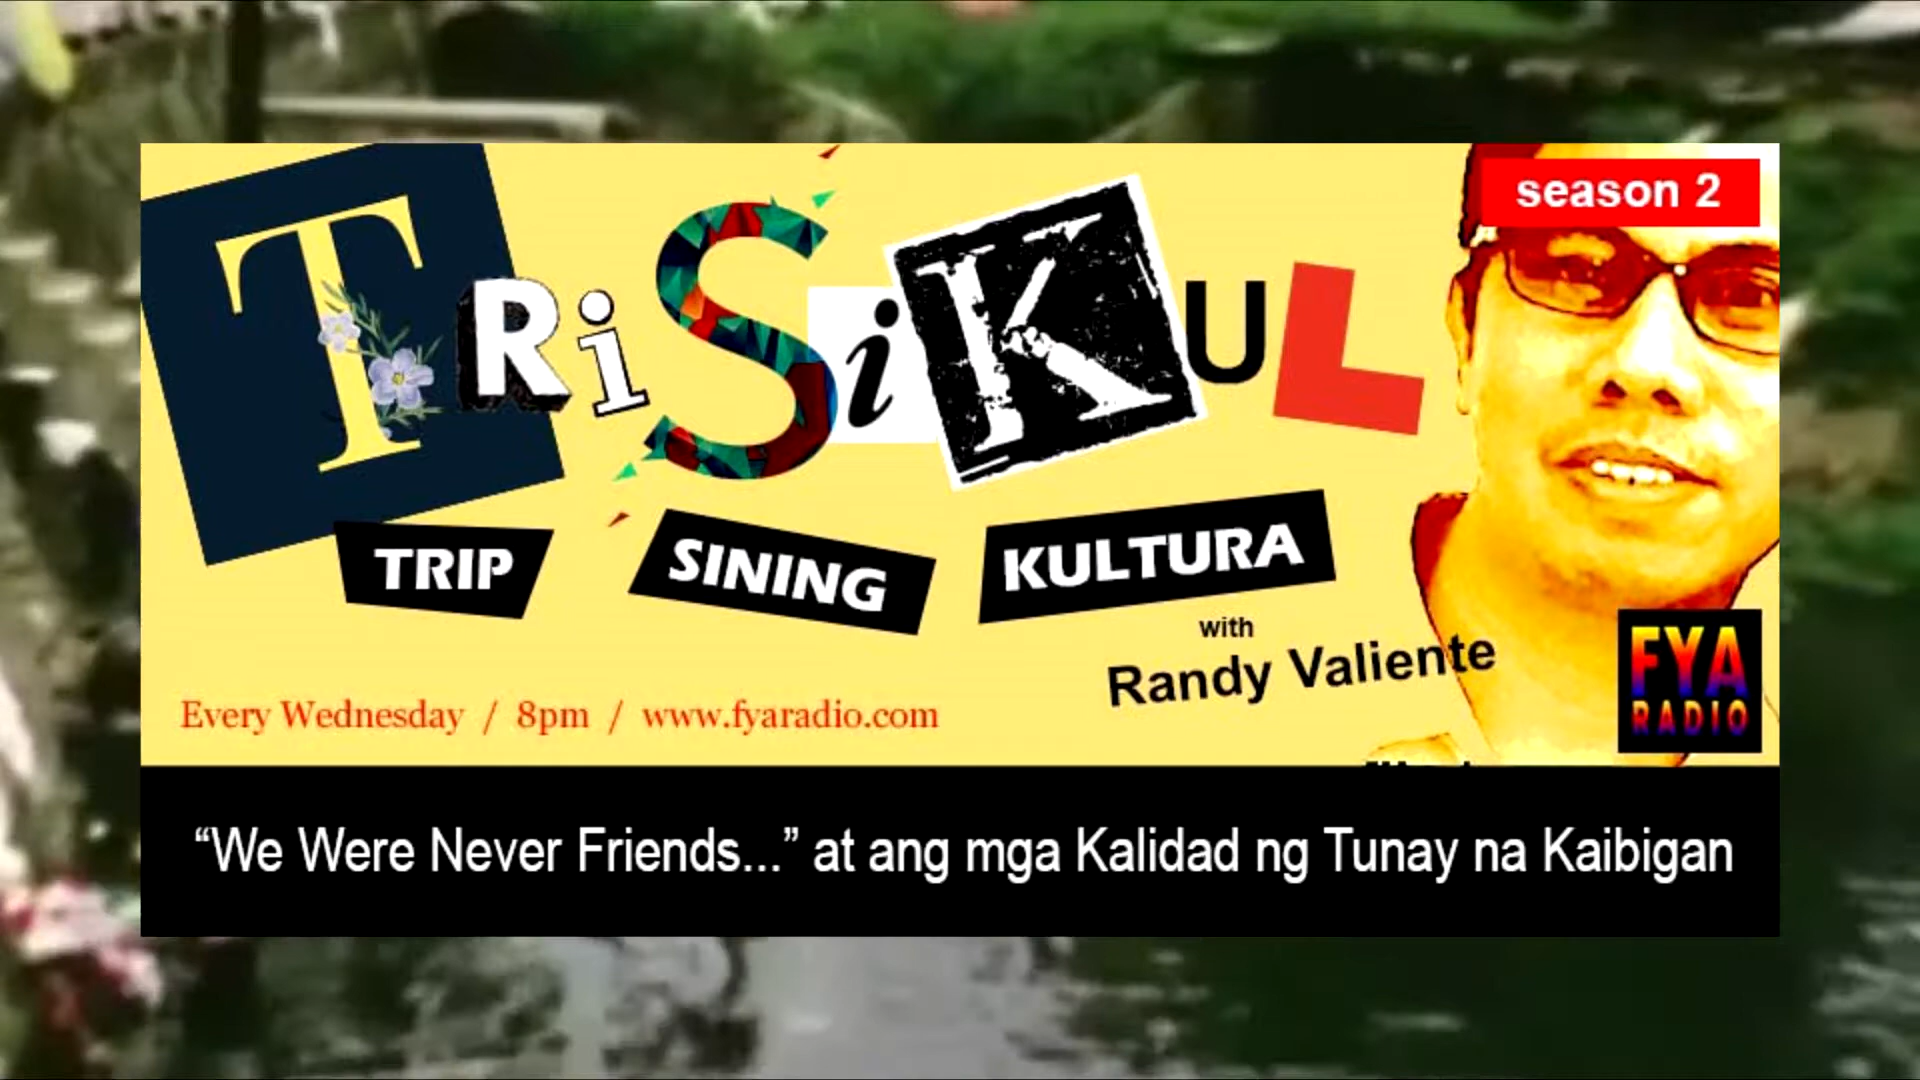 season 2
TRiSiKUL
TRIP SINING KULTURA
with
Randy Valiente
Every Wednesday / 8pm / www.fyaradio.com
FYA
RADIO
“We Were Never Friends...” at ang mga Kalidad ng Tunay na Kaibigan